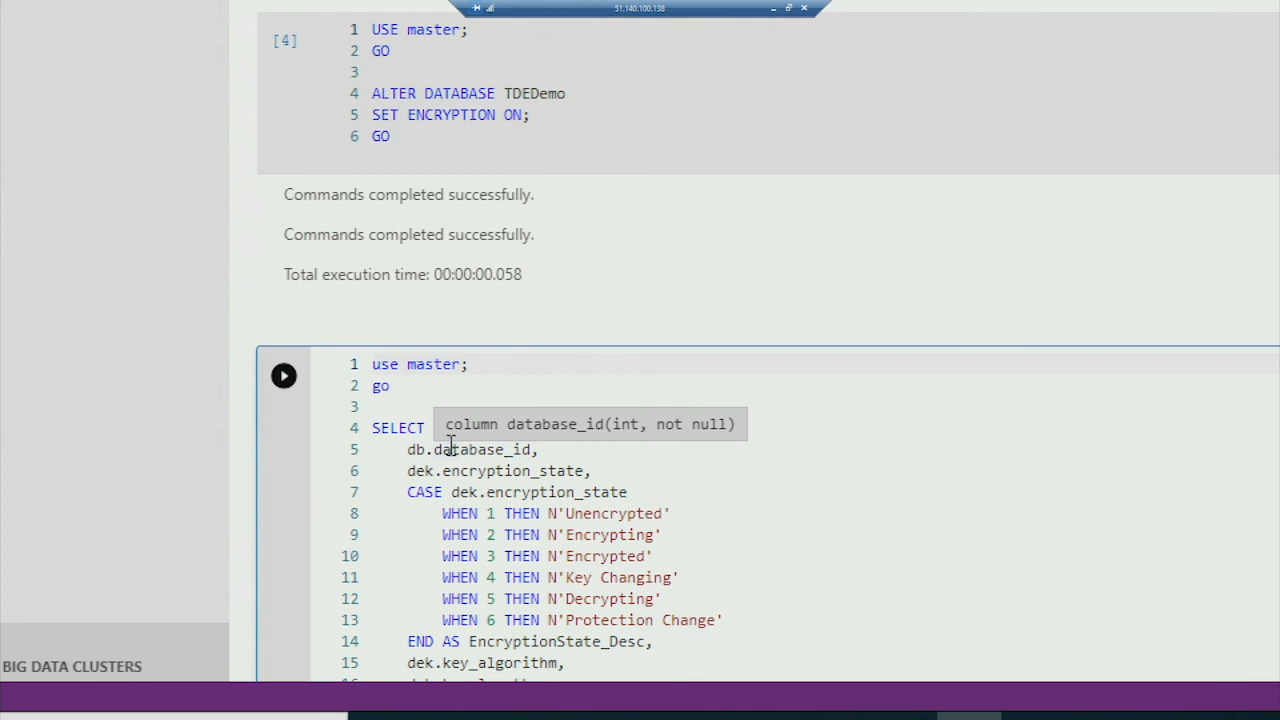 51.140.100.138
[4]
1 USE master;
2 GO
3
4 ALTER DATABASE TDEDemo
5 SET ENCRYPTION ON;
6 GO
Commands completed successfully.
Commands completed successfully.
Total execution time: 00:00:00.058
1 use master;
2 go
3
4 SELECT
column database_id(int, not null)
5 db.database_id,
6 dek.encryption_state,
7 CASE dek.encryption_state
8 WHEN 1 THEN N'Unencrypted'
9 WHEN 2 THEN N'Encrypting'
10 WHEN 3 THEN N'Encrypted'
11 WHEN 4 THEN N'Key Changing'
12 WHEN 5 THEN N'Decrypting'
13 WHEN 6 THEN N'Protection Change'
14 END AS EncryptionState_Desc,
15 dek.key_algorithm,
BIG DATA CLUSTERS